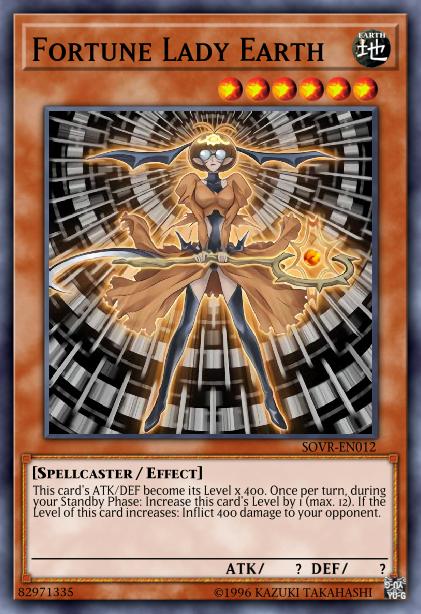 Fortune Lady Earth
EARTH
地
SOVR-EN012
[Spellcaster / Effect]
This card's ATK/DEF become its Level x 400. Once per turn, during
your Standby Phase: Increase this card's Level by 1 (max. 12). If the
Level of this card increases: Inflict 400 damage to your opponent.
ATK/ ? DEF/ ?
82971335
©1996 KAZUKI TAKAHASHI